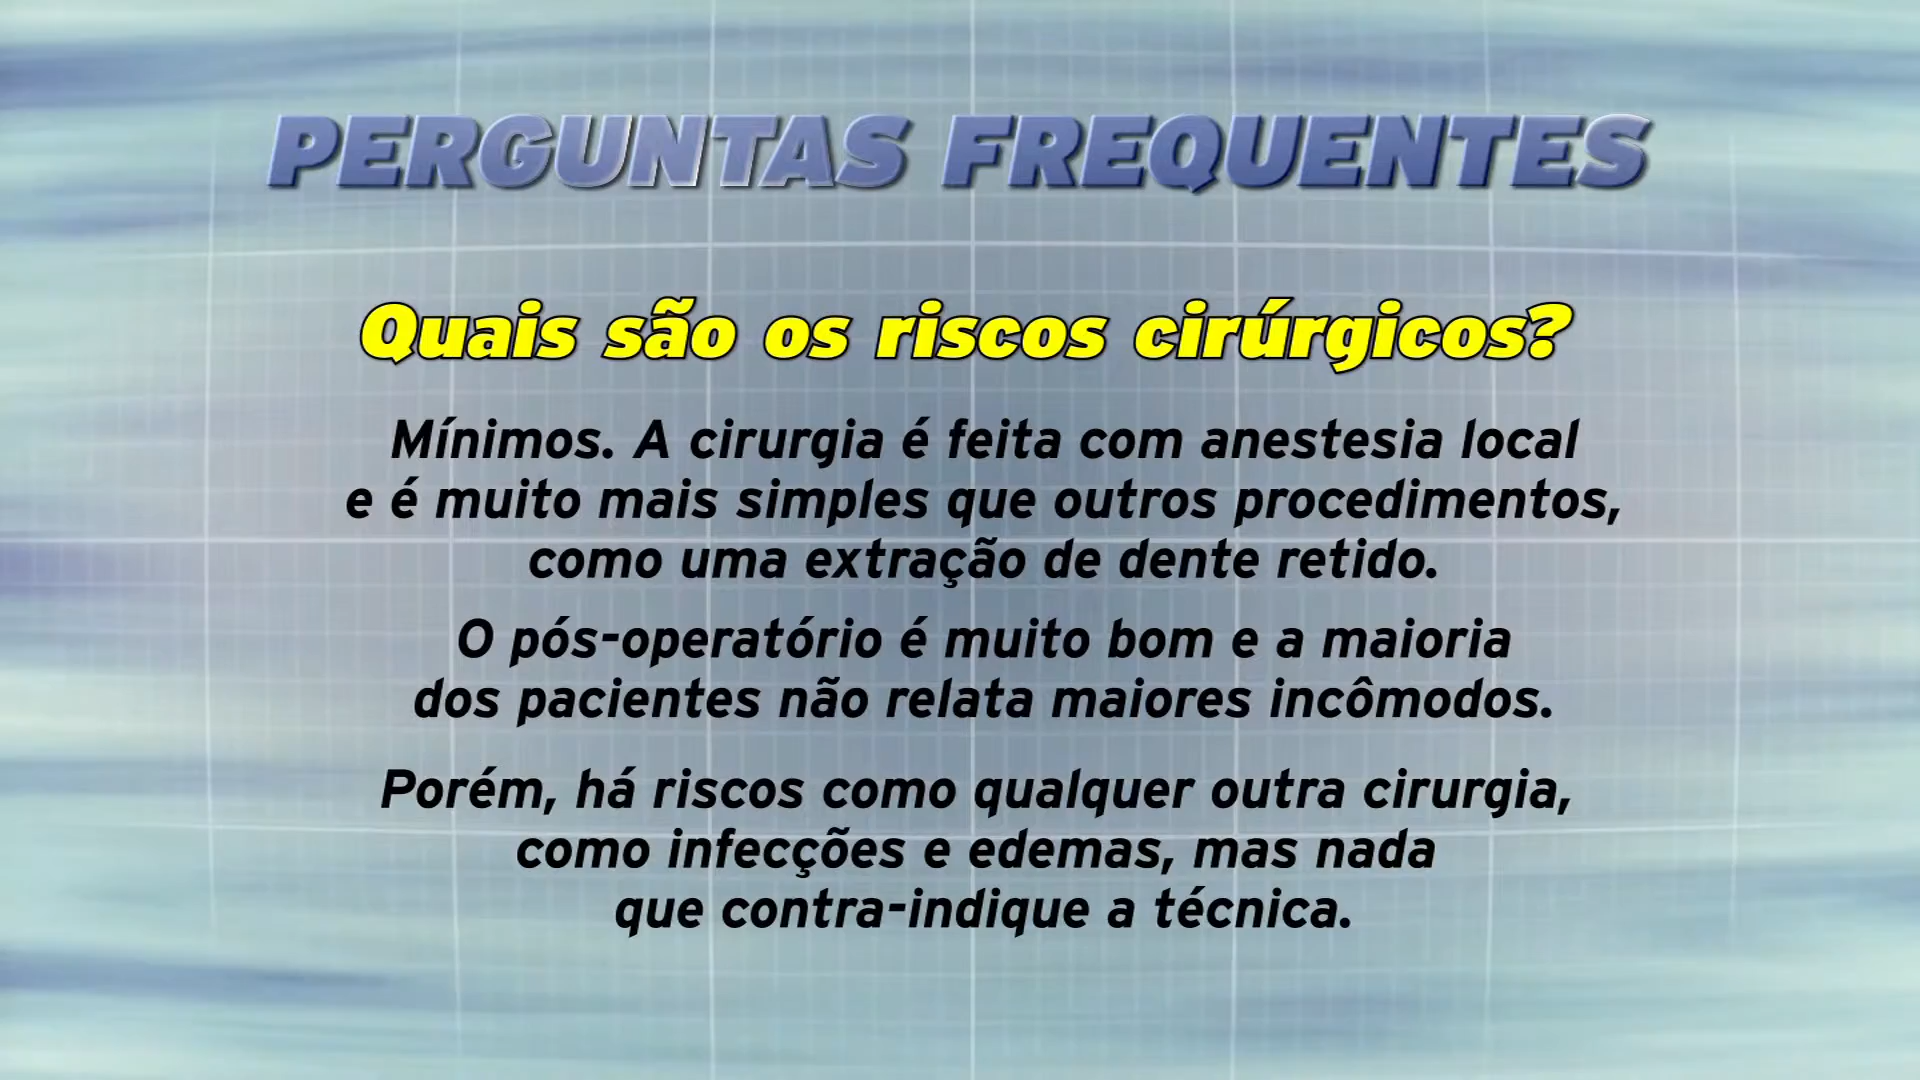 PERGUNTAS FREQUENTES
Quais são os riscos cirúrgicos?
Mínimos. A cirurgia é feita com anestesia local
e é muito mais simples que outros procedimentos,
como uma extração de dente retido.
O pós-operatório é muito bom e a maioria
dos pacientes não relata maiores incômodos.
Porém, há riscos como qualquer outra cirurgia,
como infecções e edemas, mas nada
que contra-indique a técnica.